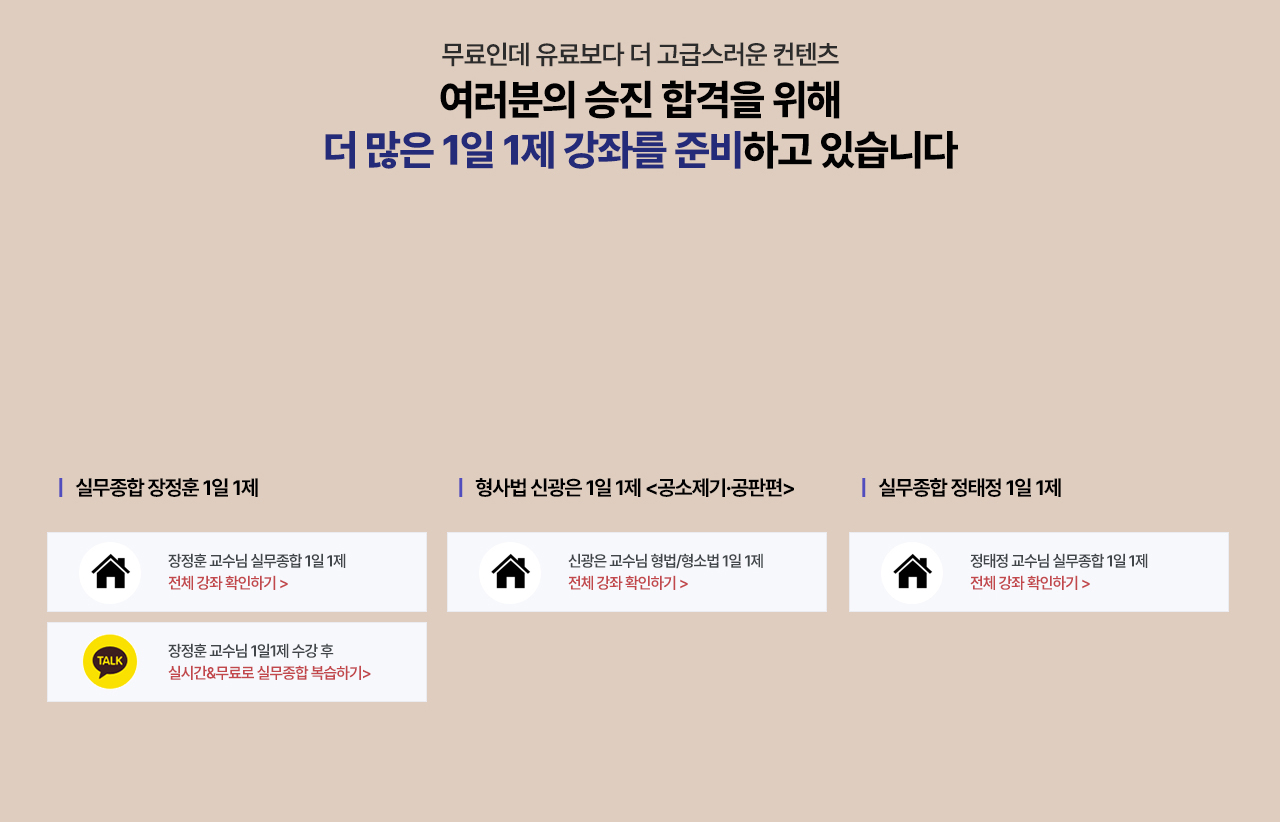 무료인데 유료보다 더 고급스러운 컨텐츠
여러분의 승진 합격을 위해
더 많은 1일 1제 강좌를 준비하고 있습니다
실무종합 장정훈 1일 1제
장정훈 교수님 실무종합 1일 1제
전체 강좌 확인하기 >
TALK
장정훈 교수님 1일1제 수강 후
실시간&무료로 실무종합 복습하기>
형사법 신광은 1일 1제 <공소제기·공판편>
신광은 교수님 형법/형소법 1일 1제
전체 강좌 확인하기 >
실무종합 정태정 1일 1제
정태정 교수님 실무종합 1일 1제
전체 강좌 확인하기 >